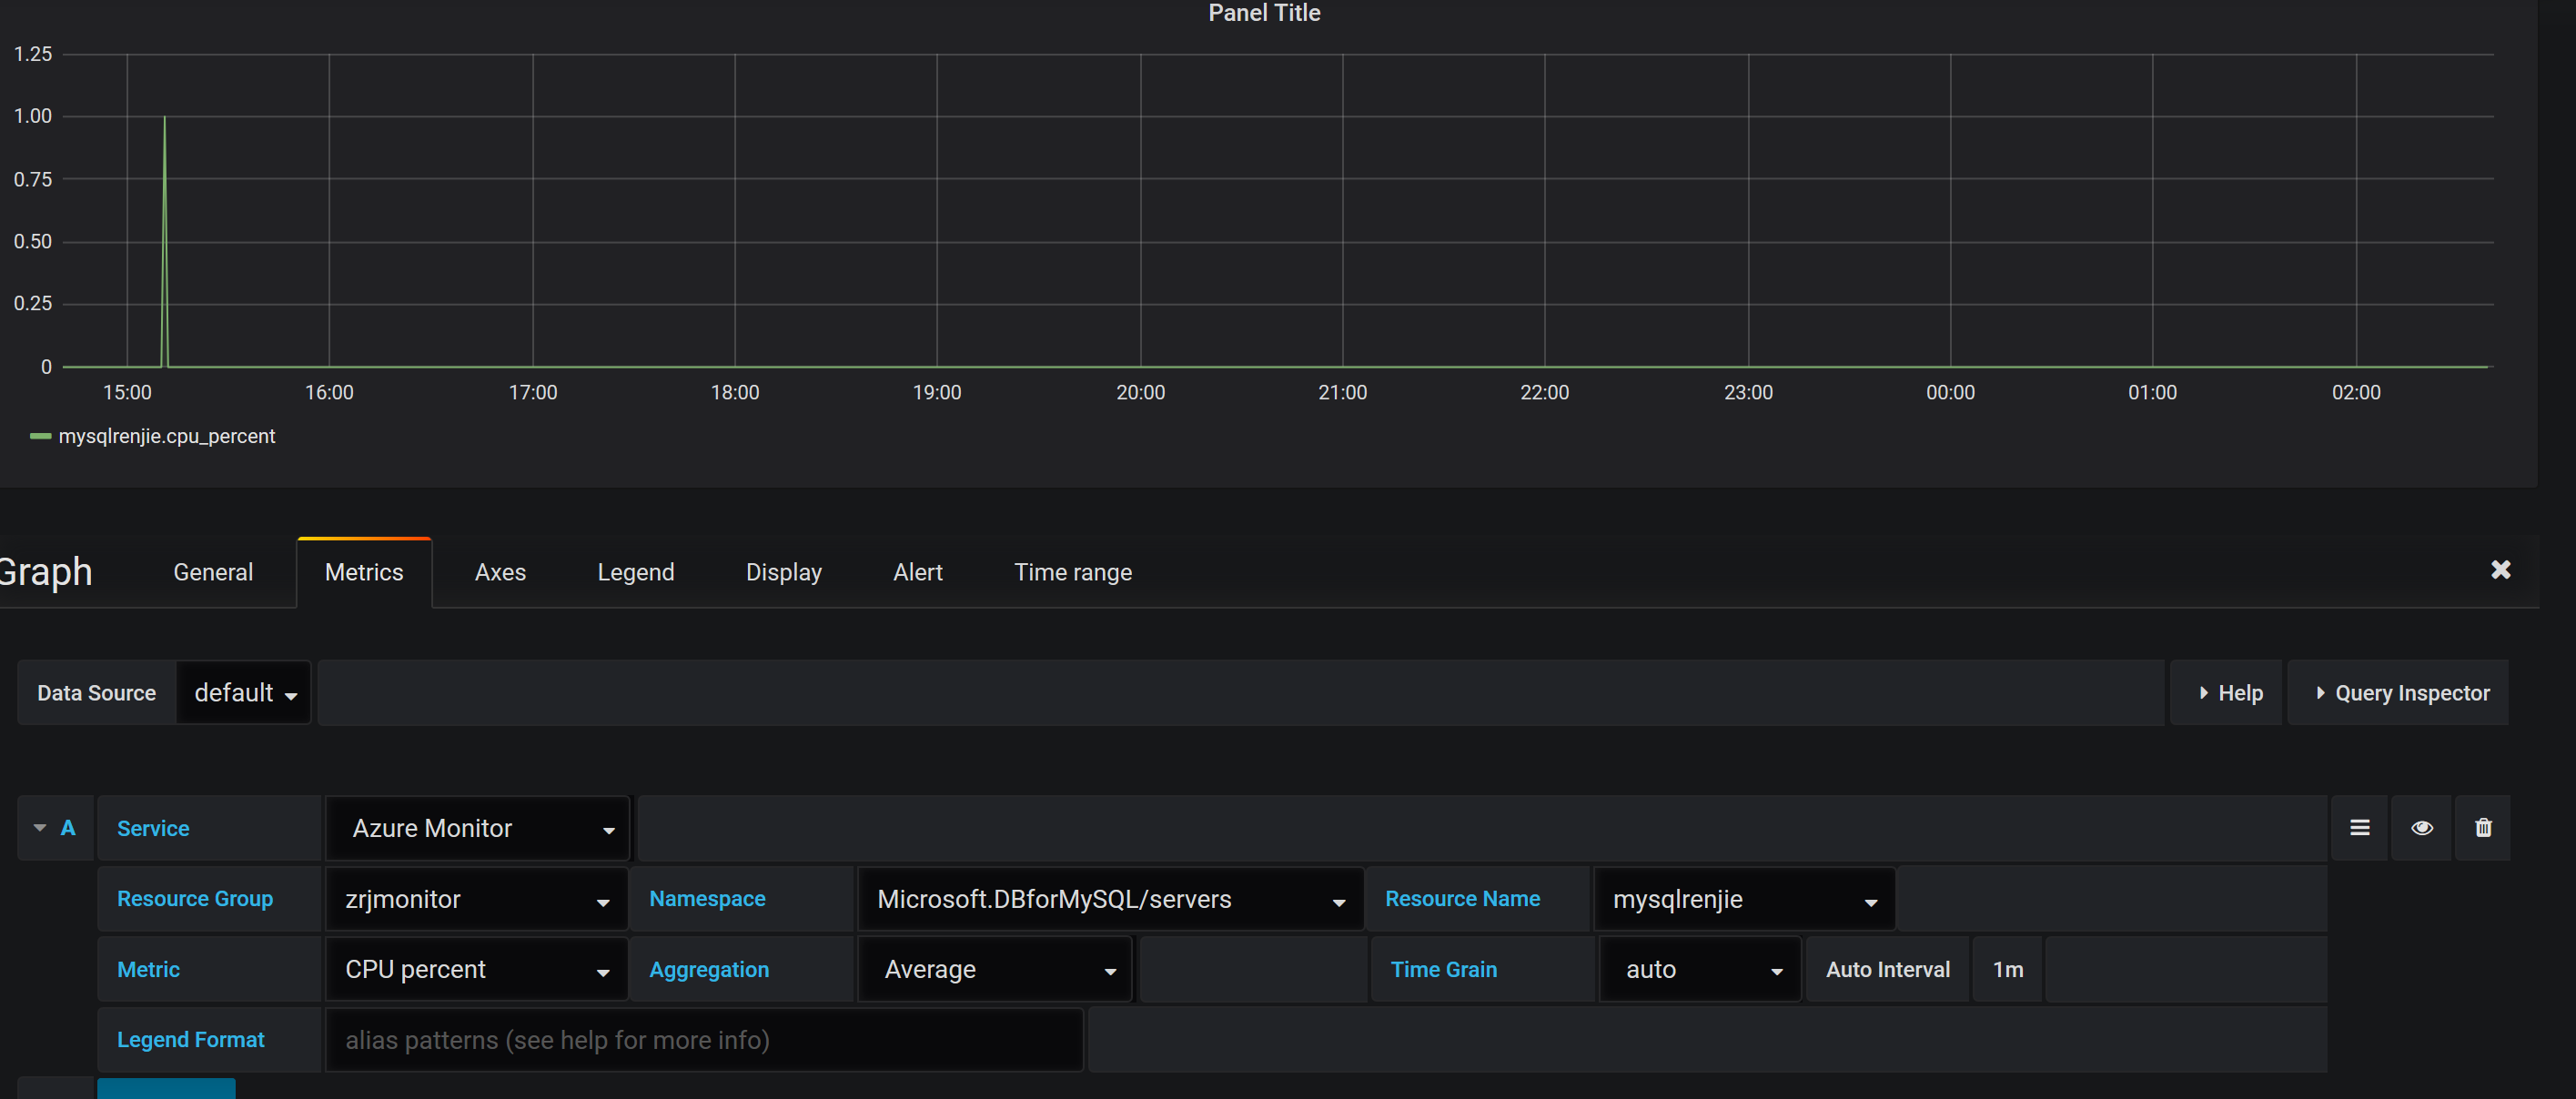 Panel Title
1.25
1.00
0.75
0.50
0.25
0
15:00 16:00 17:00 18:00 19:00 20:00 21:00 22:00 23:00 00:00 01:00 02:00
mysqlrenjie.cpu_percent
Graph General Metrics Axes Legend Display Alert Time range
Data Source default Help Query Inspector
A Service Azure Monitor
Resource Group zrjmonitor Namespace Microsoft.DBforMySQL/servers Resource Name mysqlrenjie
Metric CPU percent Aggregation Average Time Grain auto Auto Interval 1m
Legend Format alias patterns (see help for more info)